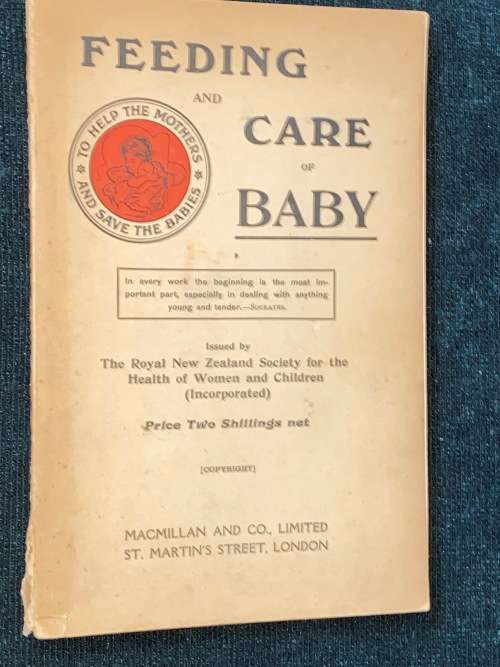 FEEDING
AND
CARE
OF
BABY
TO HELP THE MOTHERS
AND SAVE THE BABIES
In every work the beginning is the most im-
portant part, especially in dealing with anything
young and tender.—SOCRATES.
Issued by
The Royal New Zealand Society for the
Health of Women and Children
(Incorporated)
Price Two Shillings net
[COPYRIGHT]
MACMILLAN AND CO., LIMITED
ST. MARTIN'S STREET, LONDON